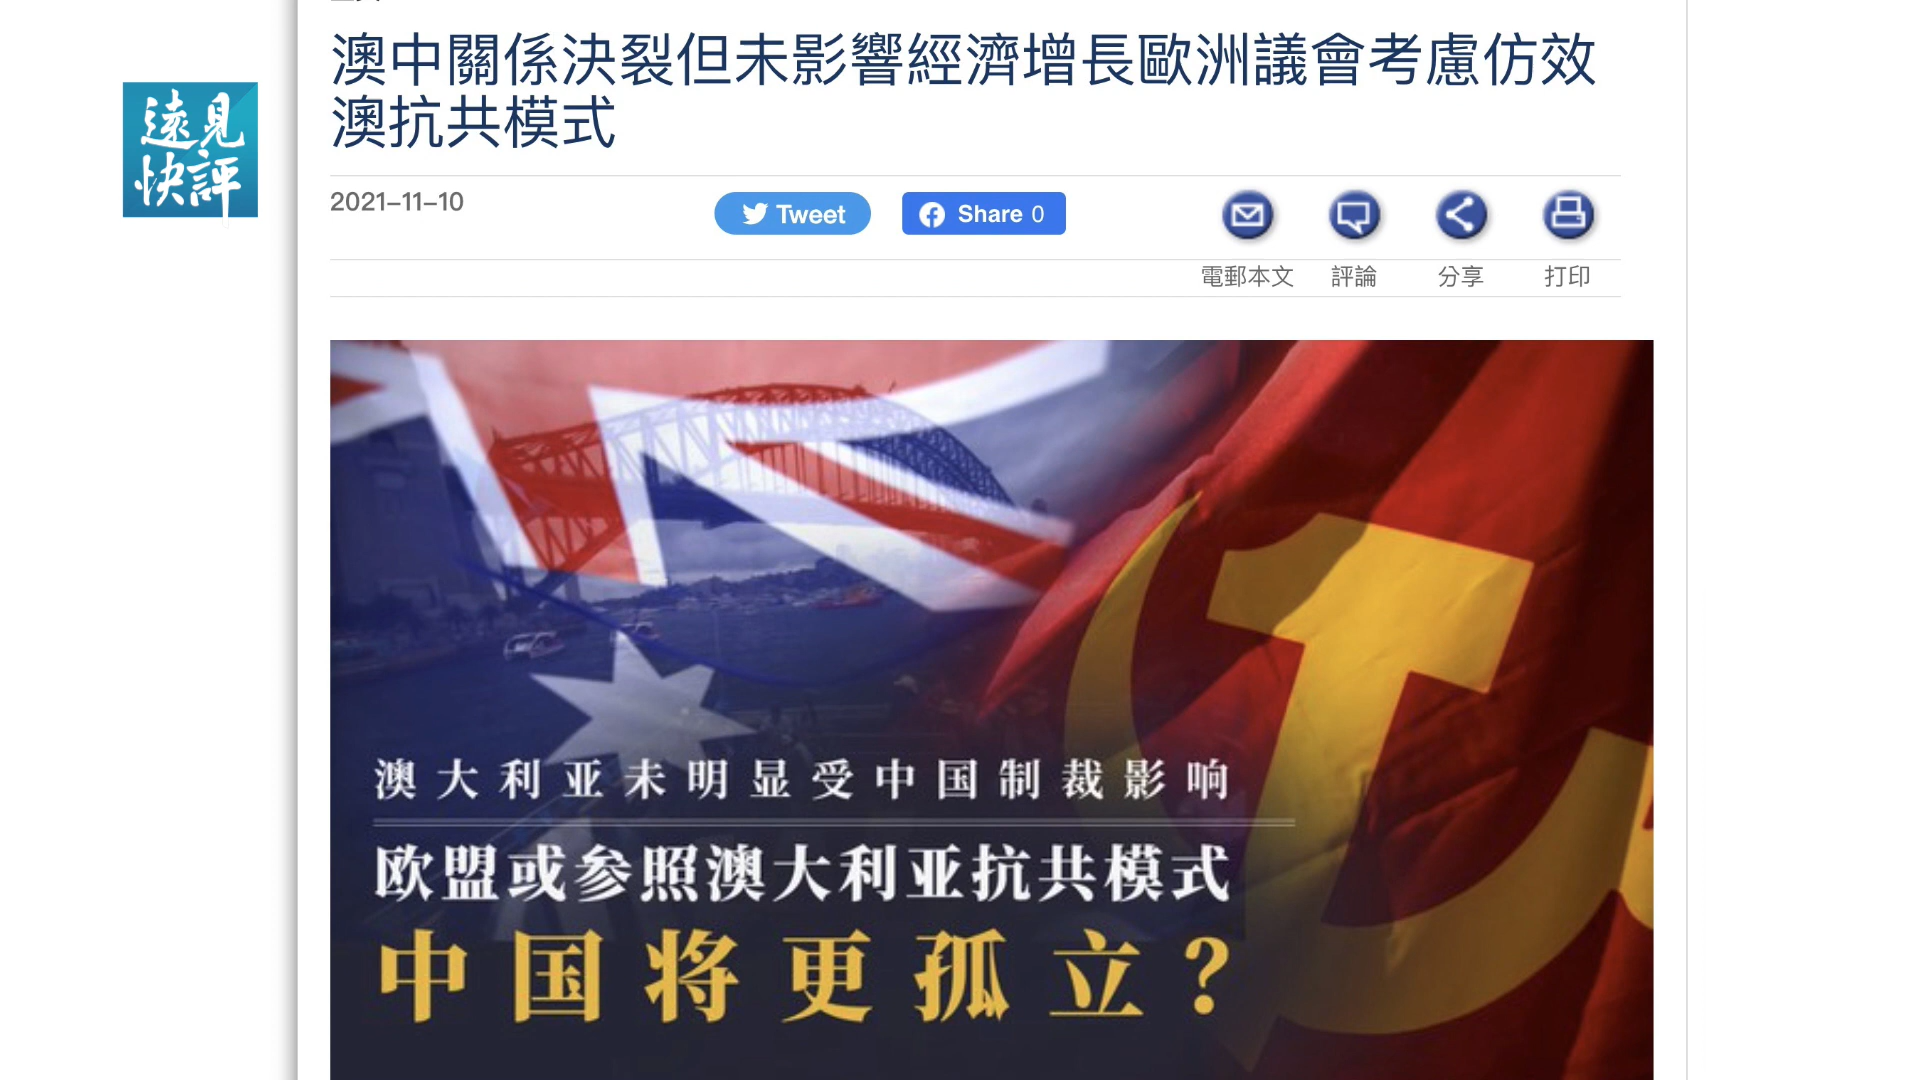 澳中關係決裂但未影響經濟增長歐洲議會考慮仿效
澳抗共模式
遠見
快評
2021-11-10
Tweet
Share 0
電郵本文
評論
分享
打印
澳大利亚未明显受中国制裁影响
欧盟或参照澳大利亚抗共模式
中国将更孤立?